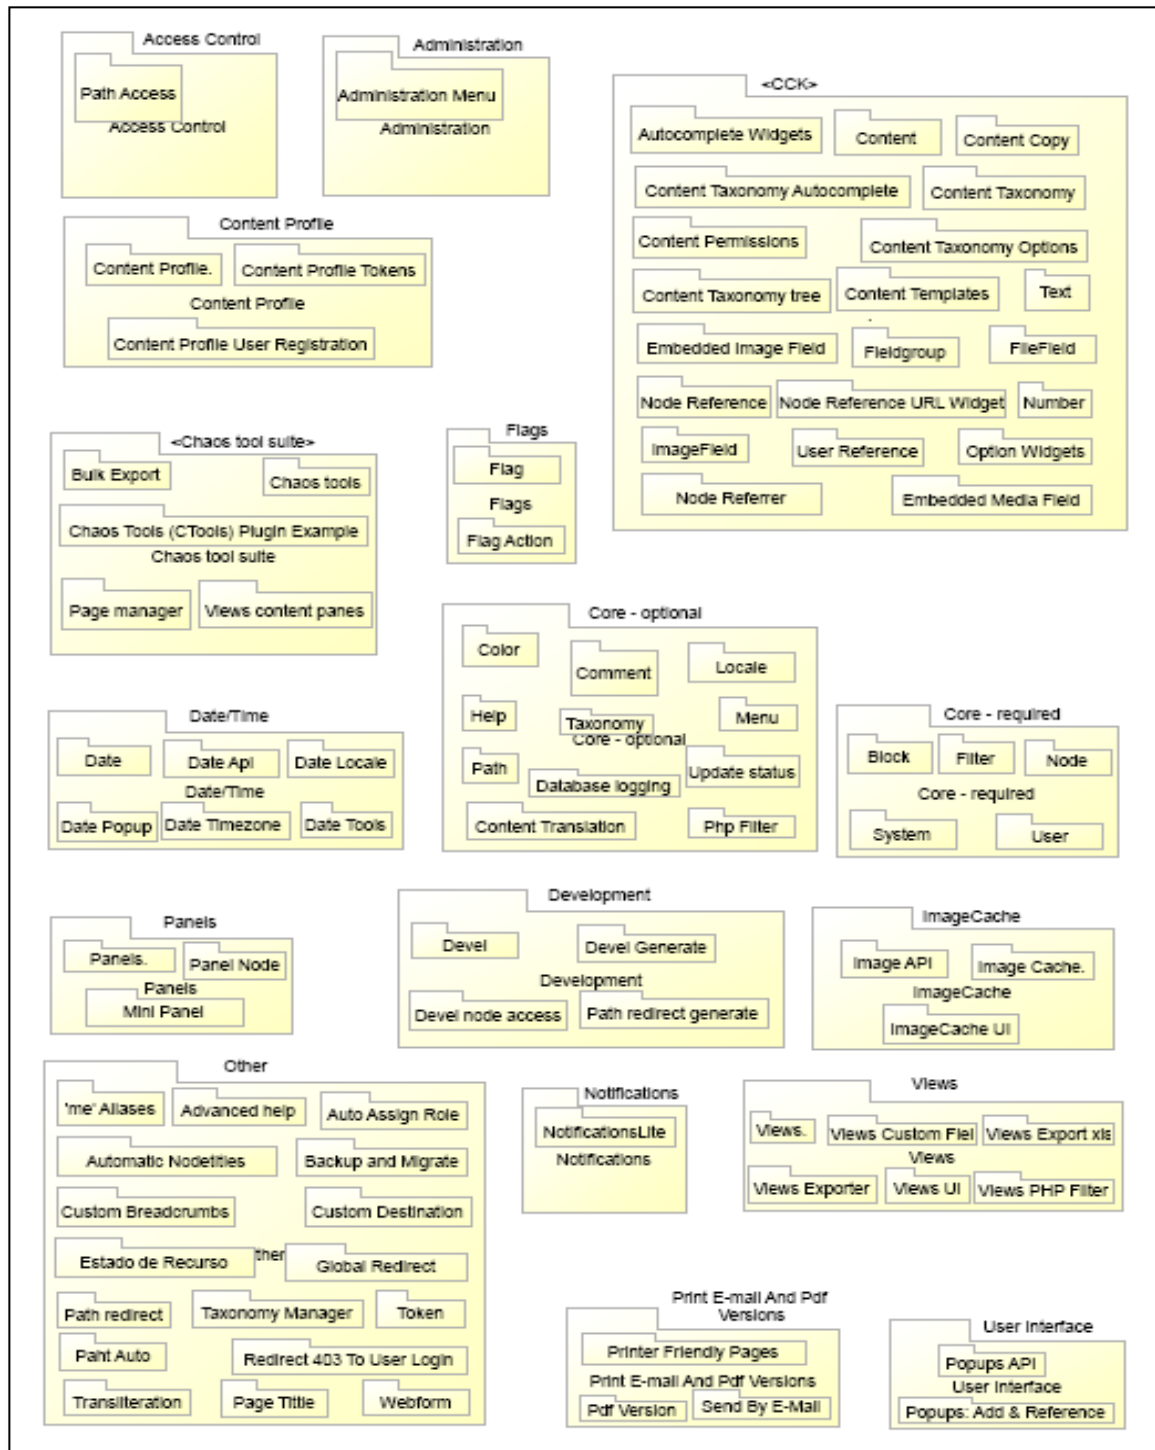 Access Control
Path Access
Access Control
Administration
Administration Menu
Administration
<CCK>
Autocomplete Widgets
Content
Content Copy
Content Taxonomy Autocomplete
Content Taxonomy
Content Permissions
Content Taxonomy Options
Content Taxonomy tree
Content Templates
Text
Embedded Image Field
Fieldgroup
FileField
Node Reference
Node Reference URL Widget
Number
ImageField
User Reference
Option Widgets
Node Referrer
Embedded Media Field
Content Profile
Content Profile.
Content Profile Tokens
Content Profile
Content Profile User Registration
<Chaos tool suite>
Bulk Export
Chaos tools
Chaos Tools (CTools) Plugin Example
Chaos tool suite
Page manager
Views content panes
Flags
Flag
Flags
Flag Action
Core - optional
Color
Comment
Locale
Help
Taxonomy
Menu
Core - optional
Path
Database logging
Update status
Content Translation
Php Filter
Date/Time
Date
Date Api
Date Locale
Date/Time
Date Popup
Date Timezone
Date Tools
Core - required
Block
Filter
Node
Core - required
System
User
Panels
Panels.
Panel Node
Panels
Mini Panel
Development
Devel
Devel Generate
Development
Devel node access
Path redirect generate
ImageCache
Image API
Image Cache.
ImageCache
ImageCache UI
Other
'me' Aliases
Advanced help
Auto Assign Role
Automatic Nodetitles
Backup and Migrate
Custom Breadcrumbs
Custom Destination
Estado de Recurso
ther
Global Redirect
Path redirect
Taxonomy Manager
Token
Paht Auto
Redirect 403 To User Login
Transliteration
Page Tittle
Webform
Notifications
NotificationsLite
Notifications
Views
Views.
Views Custom Fiel
Views Export xls
Views
Views Exporter
Views UI
Views PHP Filter
Print E-mail And Pdf
Versions
Printer Friendly Pages
Print E-mail And Pdf Versions
Pdf Version
Send By E-Mail
User Interface
Popups API
User Interface
Popups: Add & Reference